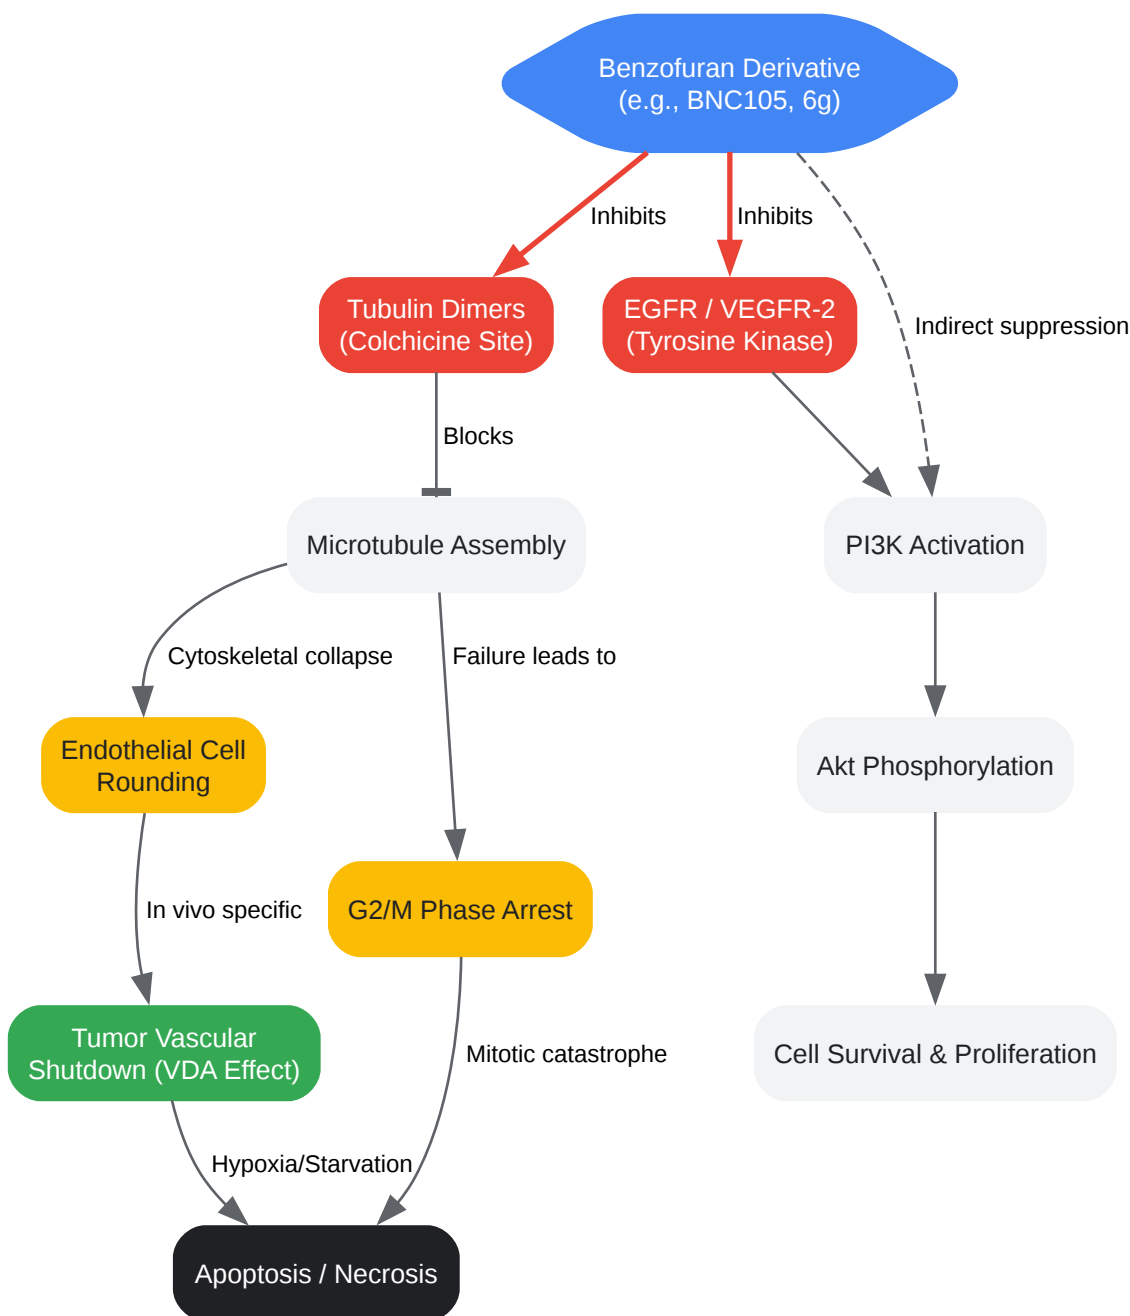 Benzofuran Derivative
(e.g., BNC105, 6g)
Inhibits
Inhibits
Tubulin Dimers
(Colchicine Site)
EGFR / VEGFR-2
(Tyrosine Kinase)
Indirect suppression
Blocks
Microtubule Assembly
PI3K Activation
Cytoskeletal collapse
Failure leads to
Endothelial Cell
Rounding
Akt Phosphorylation
In vivo specific
G2/M Phase Arrest
Tumor Vascular
Shutdown (VDA Effect)
Mitotic catastrophe
Cell Survival & Proliferation
Hypoxia/Starvation
Apoptosis / Necrosis